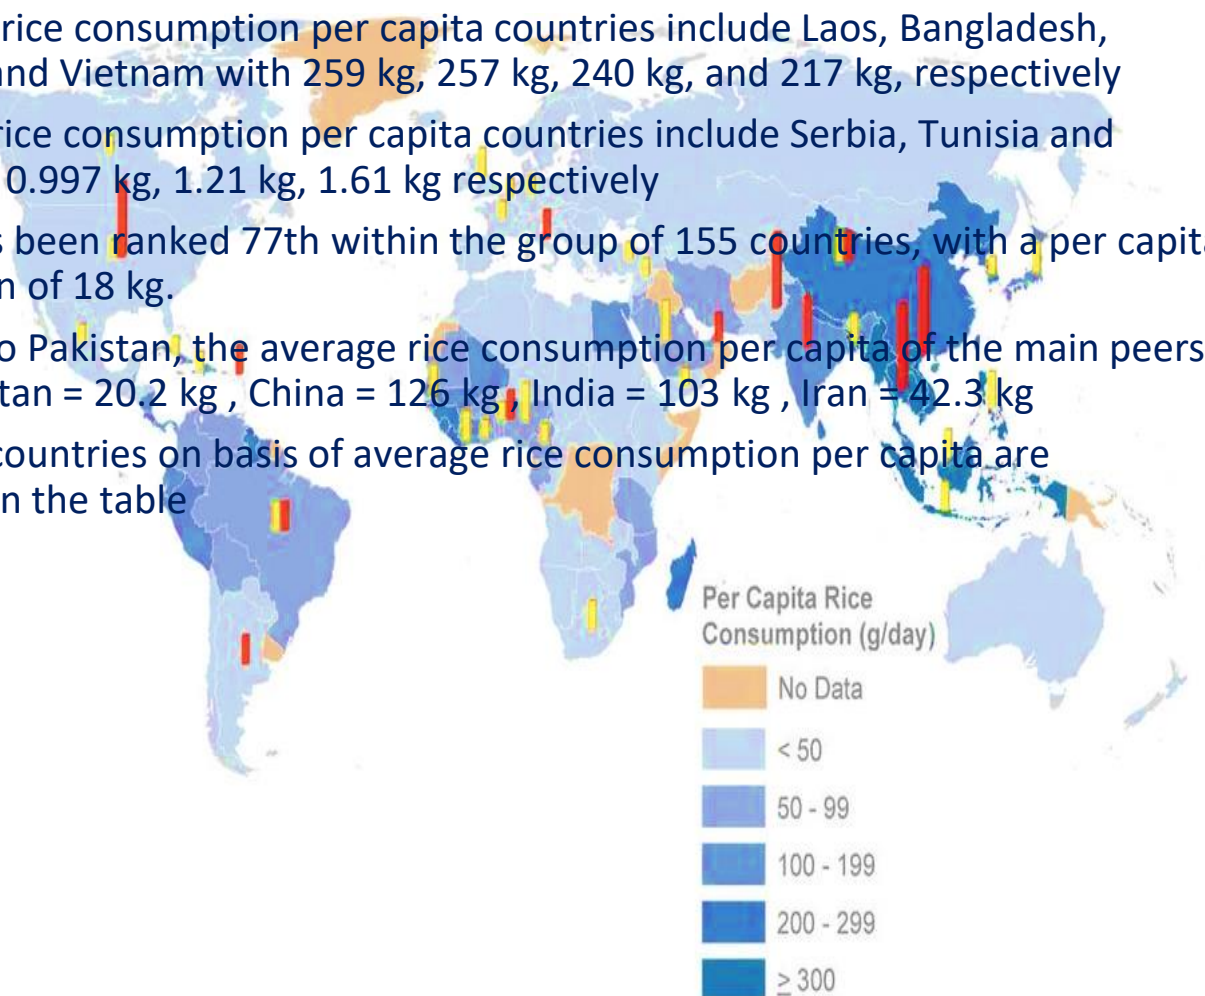 rice consumption per capita countries include Laos, Bangladesh,
and Vietnam with 259 kg, 257 kg, 240 kg, and 217 kg, respectively
rice consumption per capita countries include Serbia, Tunisia and
0.997 kg, 1.21 kg, 1.61 kg respectively
s been ranked 77th within the group of 155 countries, with a per capita
n of 18 kg.
o Pakistan, the average rice consumption per capita of the main peers
tan = 20.2 kg , China = 126 kg , India = 103 kg , Iran = 42.3 kg
countries on basis of average rice consumption per capita are
n the table
Per Capita Rice
Consumption (g/day)
No Data
< 50
50 - 99
100 - 199
200 - 299
≥ 300